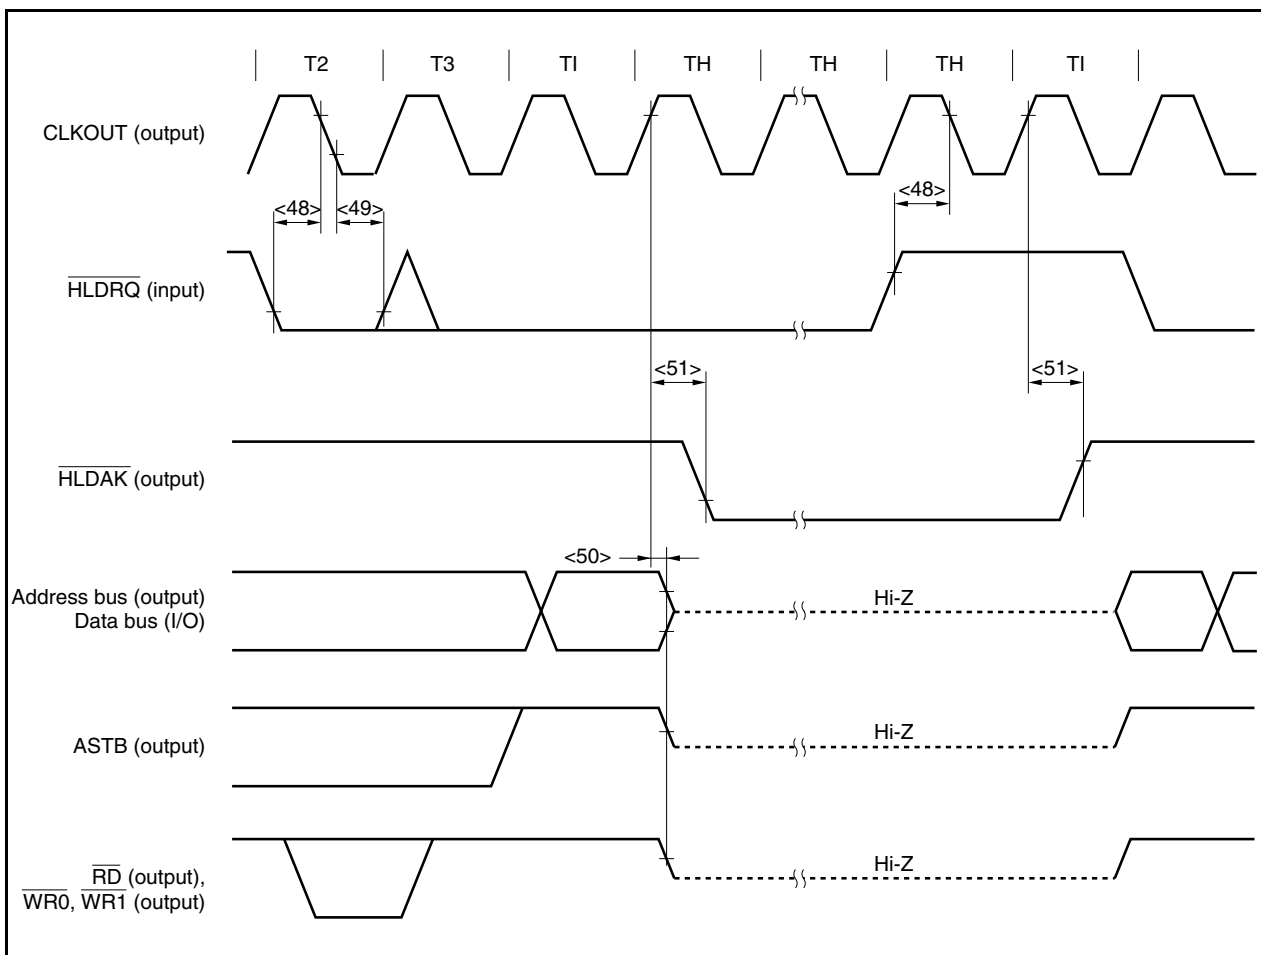 T2 T3 TI TH TH TH TI
CLKOUT (output)
<48> <49> <48>
HLDRQ (input)
<51> <51>
HLDAK (output)
<50>
Address bus (output)
Data bus (I/O)
Hi-Z
ASTB (output)
Hi-Z
RD (output),
WR0, WR1 (output)
Hi-Z